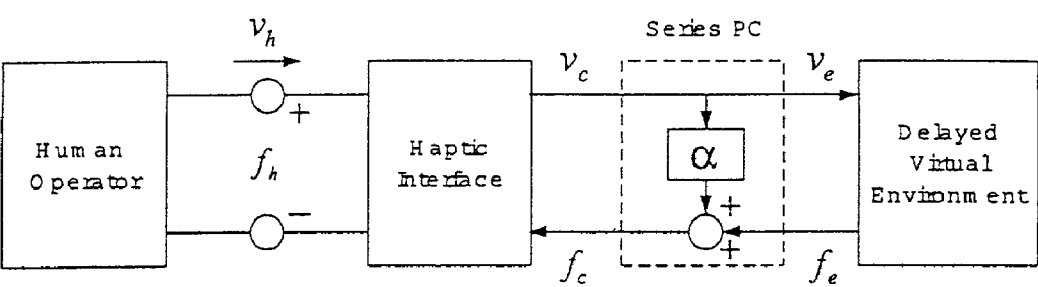 v_h
Series PC
v_c
v_e
+
Human
Operator
f_h
Haptic
Interface
α
Delayed
Virtual
Environment
−
+
+
f_c
f_e